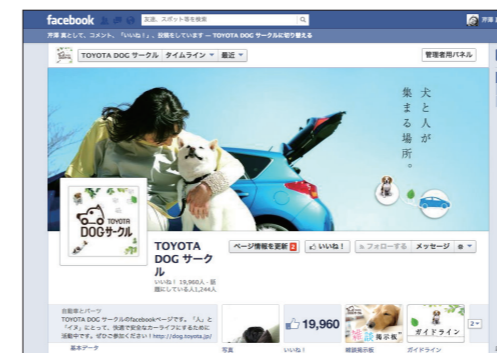 facebook
友達、スポット等を検索
芹澤 真として、コメント、「いいね！」、投稿をしています — TOYOTA DOG サークルに切り替える
TOYOTA DOG サークル タイムライン 最近
管理者用パネル
犬と人が
集まる場所。
TOYOTA
DOGサークル
TOYOTA
DOG サーク
ル
ページ情報を更新 2 いいね！ フォローする メッセージ
いいね！ 19,960人 · 話
題にしている人1,244人
自動車とパーツ
TOYOTA DOG サークルのfacebookページです。「人」と
「イヌ」にとって、快適で安全なカーライフにするために
活動中です。ぜひご参加ください！http://dog.toyota.jp/
基本データ
写真
19,960
いいね！
雑談掲示板
雑談掲示板
ガイドライン
ガイドライン
2